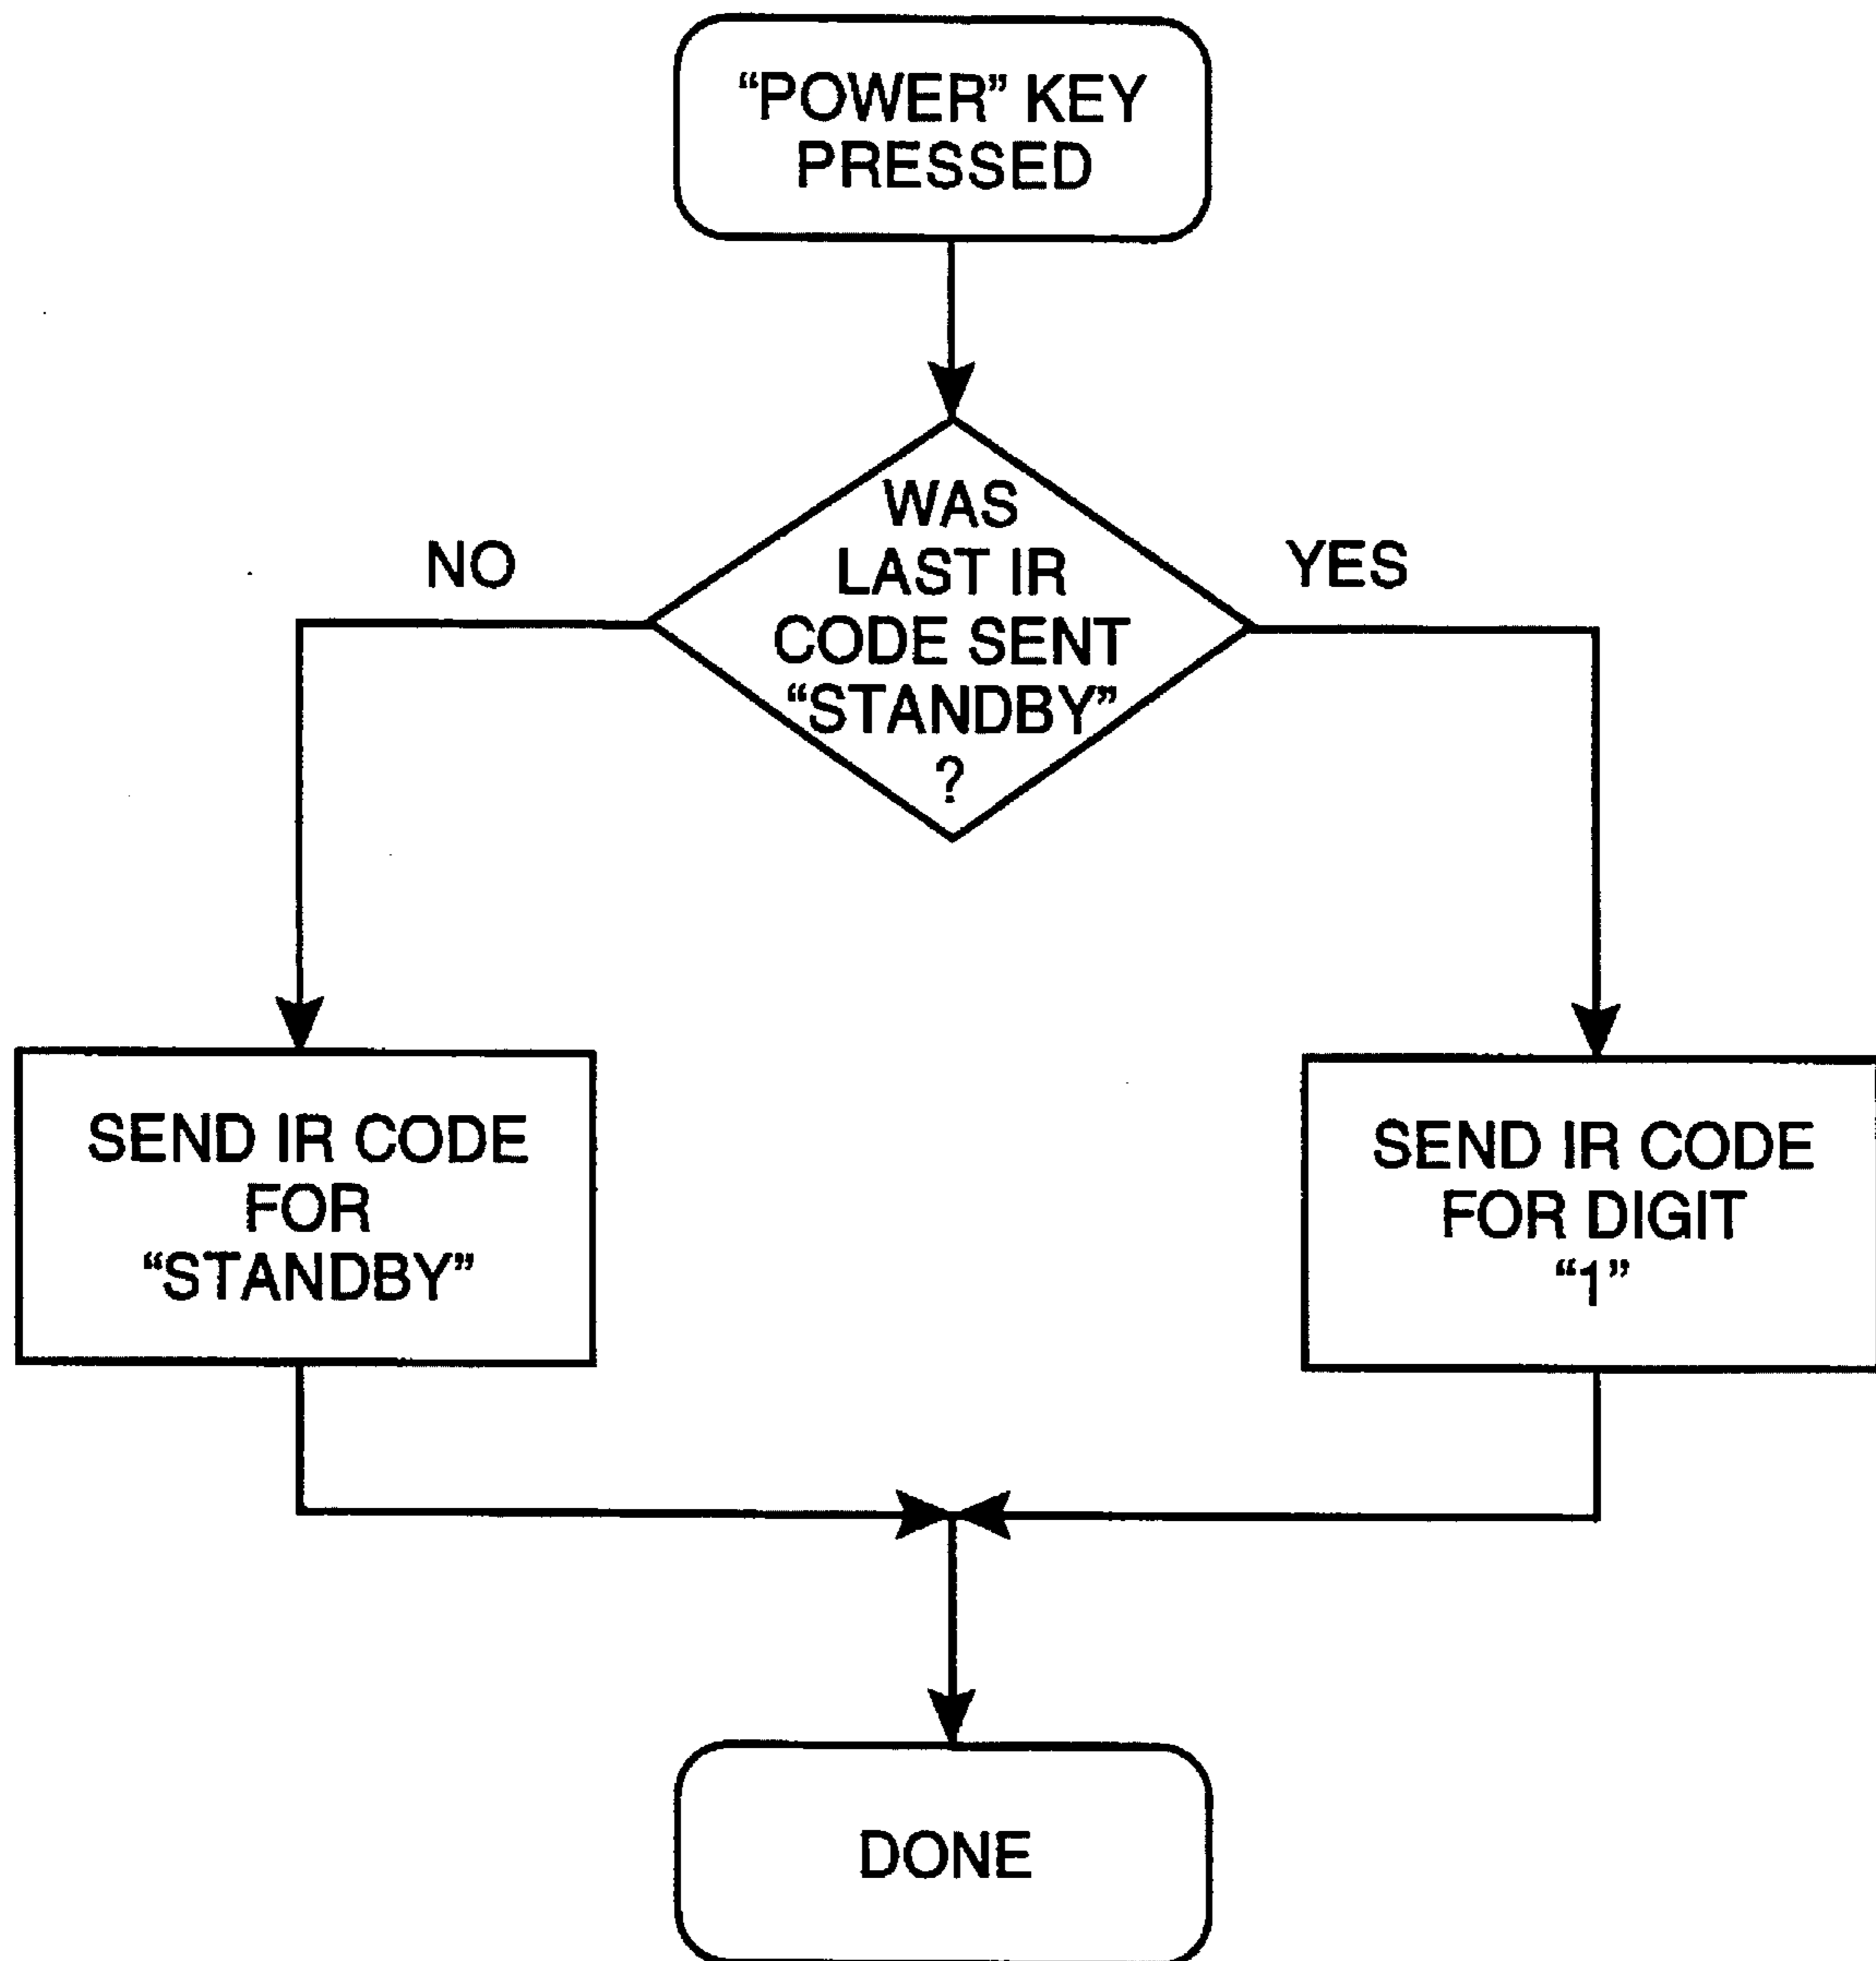 “POWER” KEY
PRESSED
WAS
LAST IR
CODE SENT
“STANDBY”
?
NO
YES
SEND IR CODE
FOR
“STANDBY”
SEND IR CODE
FOR DIGIT
“1”
DONE